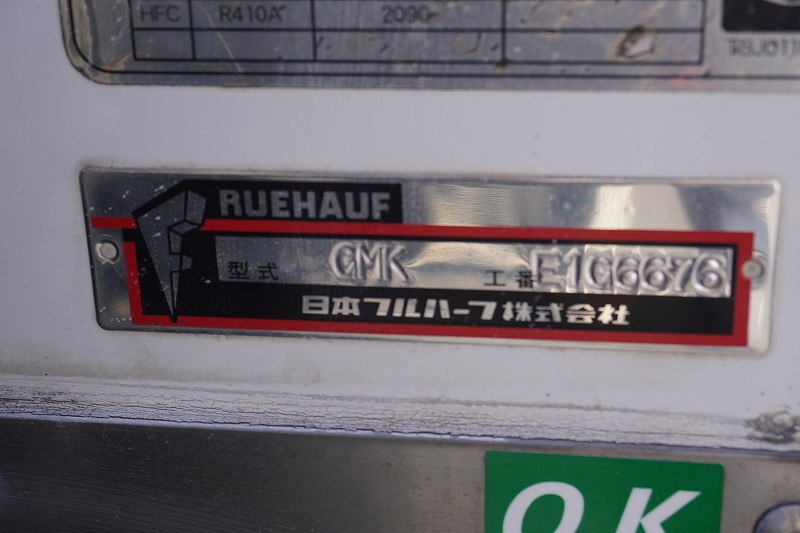 HFC R410A 2090
FRUEHAUF
型式 GMK 工番 E1C6676
日本フルハーフ株式会社
OK